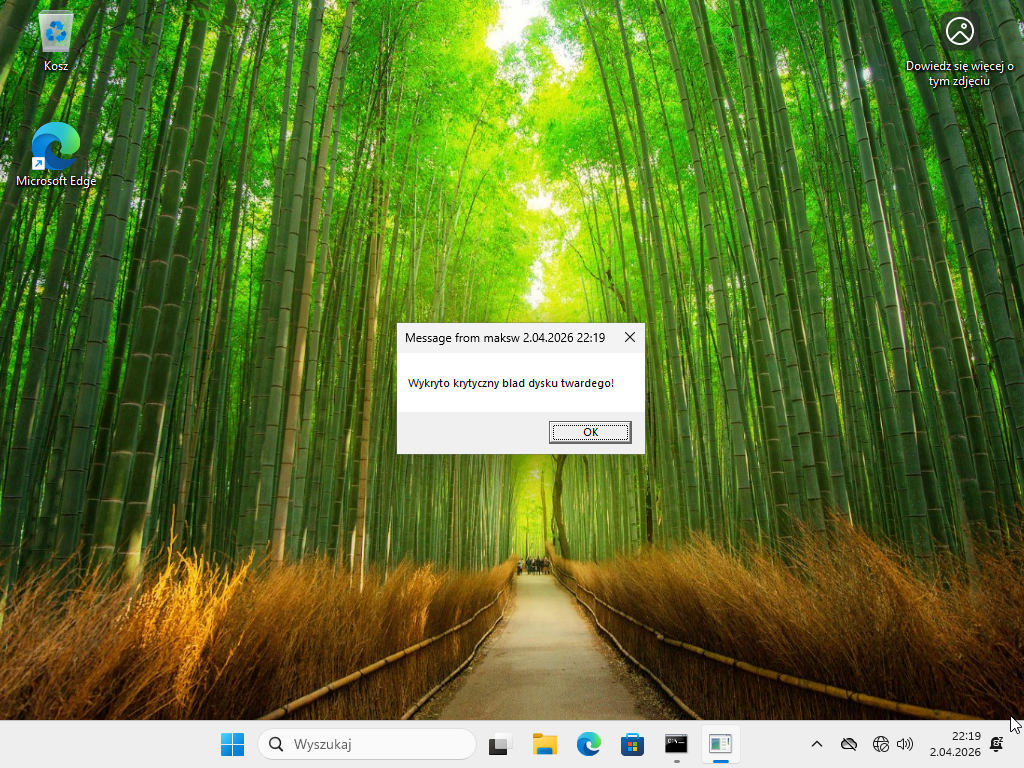 Kosz
Dowiedz się więcej o
tym zdjęciu
Microsoft Edge
Message from maksw 2.04.2026 22:19
Wykryto krytyczny blad dysku twardego!
OK
Wyszukaj
22:19
2.04.2026